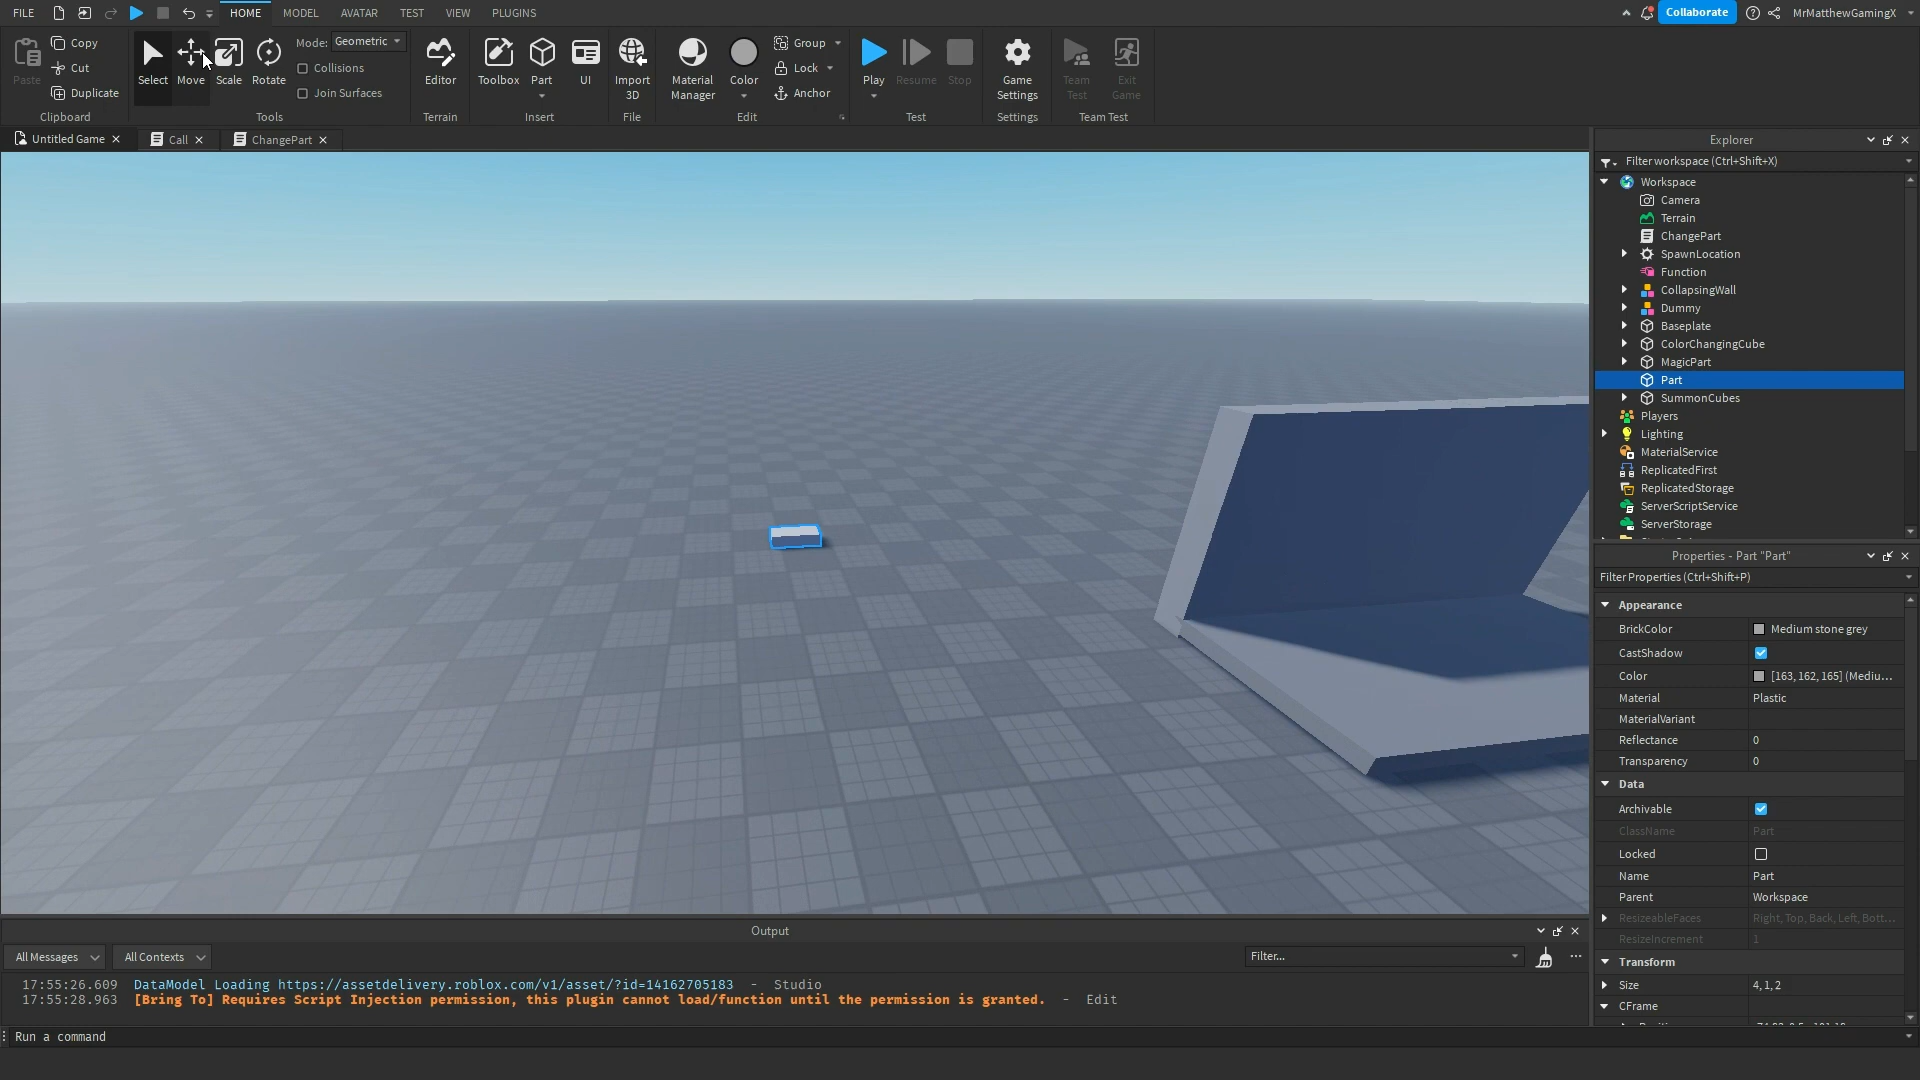 FILE HOME MODEL AVATAR TEST VIEW PLUGINS Collaborate MrMatthewGamingX
Paste Copy Cut Duplicate Clipboard
Select Move Scale Rotate Mode: Geometric Collisions Join Surfaces Tools
Editor Terrain
Toolbox Part UI Insert
Import 3D File
Material Manager Color Group Lock Anchor Edit
Play Resume Stop Test
Game Settings Settings
Team Test Exit Game Team Test
Untitled Game Call ChangePart
Explorer
Filter workspace (Ctrl+Shift+X)
Workspace
Camera
Terrain
ChangePart
SpawnLocation
Function
CollapsingWall
Dummy
Baseplate
ColorChangingCube
MagicPart
Part
SummonCubes
Players
Lighting
MaterialService
ReplicatedFirst
ReplicatedStorage
ServerScriptService
ServerStorage
Properties - Part "Part"
Filter Properties (Ctrl+Shift+P)
Appearance
BrickColor Medium stone grey
CastShadow
Color [163, 162, 165] (Mediu...
Material Plastic
MaterialVariant
Reflectance 0
Transparency 0
Data
Archivable
ClassName Part
Locked
Name Part
Parent Workspace
ResizeableFaces Right, Top, Back, Left, Bott...
ResizeIncrement 1
Transform
Size 4, 1, 2
CFrame
Output
All Messages All Contexts Filter... ...
17:55:26.609 DataModel Loading https://assetdelivery.roblox.com/v1/asset/?id=14162705183 - Studio
17:55:28.963 [Bring To] Requires Script Injection permission, this plugin cannot load/function until the permission is granted. - Edit
Run a command